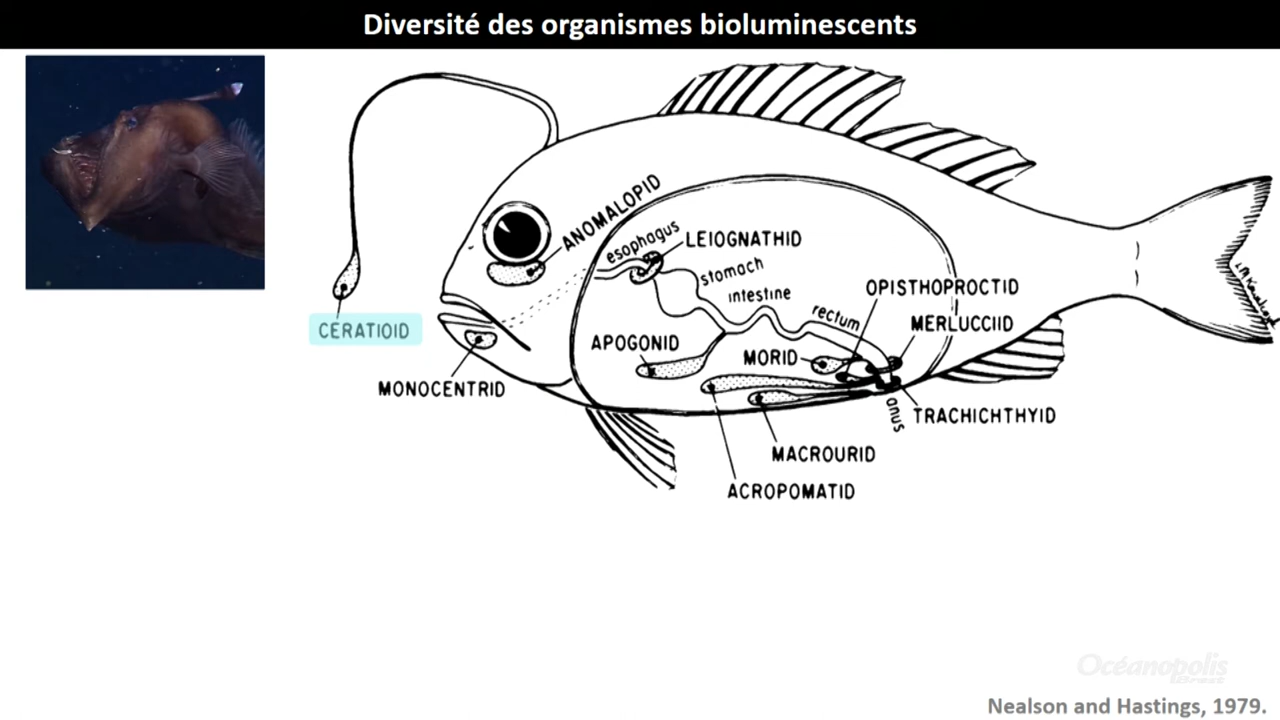 Diversité des organismes bioluminescents
ANOMALOPID
esophagus
LEIOGNATHID
stomach
intestine
OPISTHOPROCTID
rectum
MERLUCCIID
CERATIOID
APOGONID
MORID
MONOCENTRID
anus
TRACHICHTHYID
MACROURID
ACROPOMATID
Océanopolis
Brest
Nealson and Hastings, 1979.